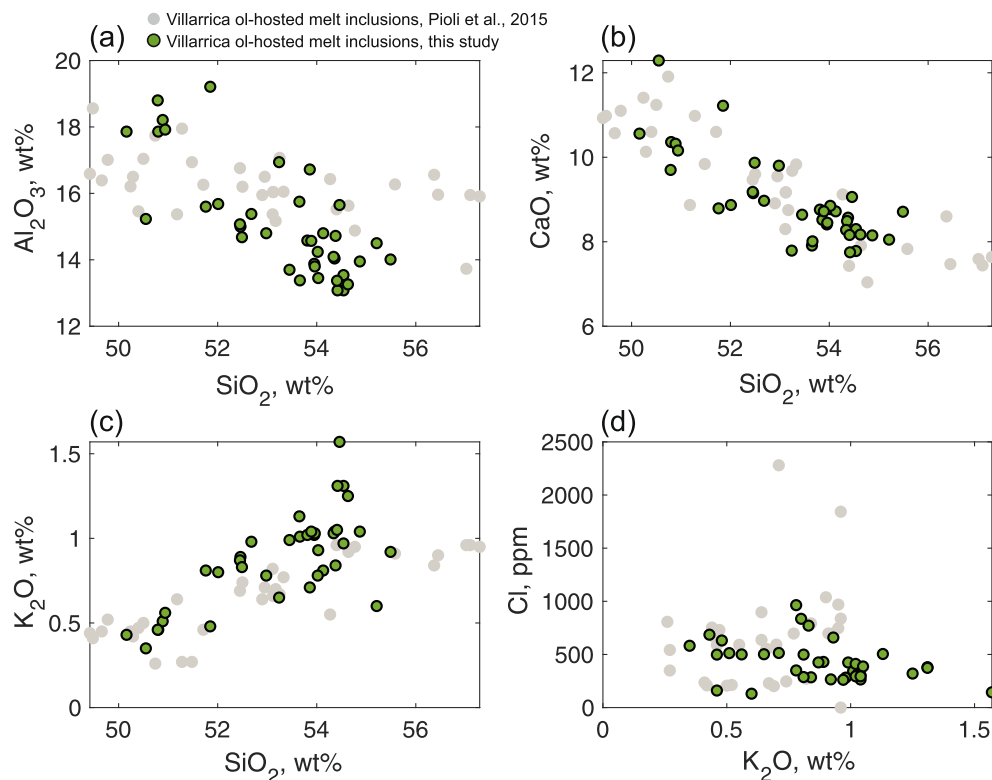 Villarrica ol-hosted melt inclusions, Pioli et al., 2015
Villarrica ol-hosted melt inclusions, this study
(a)
20
18
16
14
12
Al₂O₃, wt%
50 52 54 56
SiO₂, wt%
(b)
12
10
8
6
CaO, wt%
50 52 54 56
SiO₂, wt%
(c)
1.5
1
0.5
0
K₂O, wt%
50 52 54 56
SiO₂, wt%
(d)
2500
2000
1500
1000
500
0
Cl, ppm
0 0.5 1 1.5
K₂O, wt%